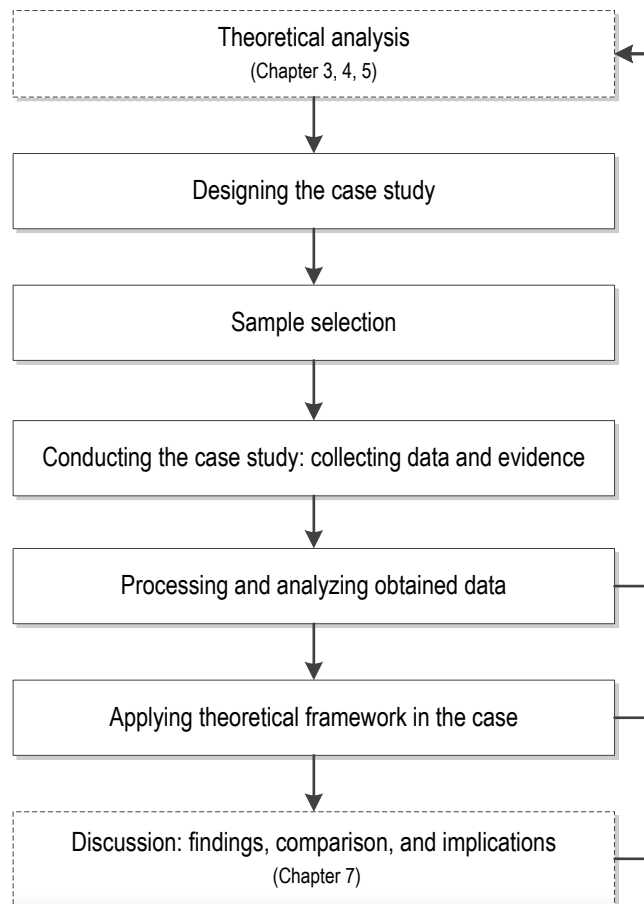 Theoretical analysis
(Chapter 3, 4, 5)
Designing the case study
Sample selection
Conducting the case study: collecting data and evidence
Processing and analyzing obtained data
Applying theoretical framework in the case
Discussion: findings, comparison, and implications
(Chapter 7)